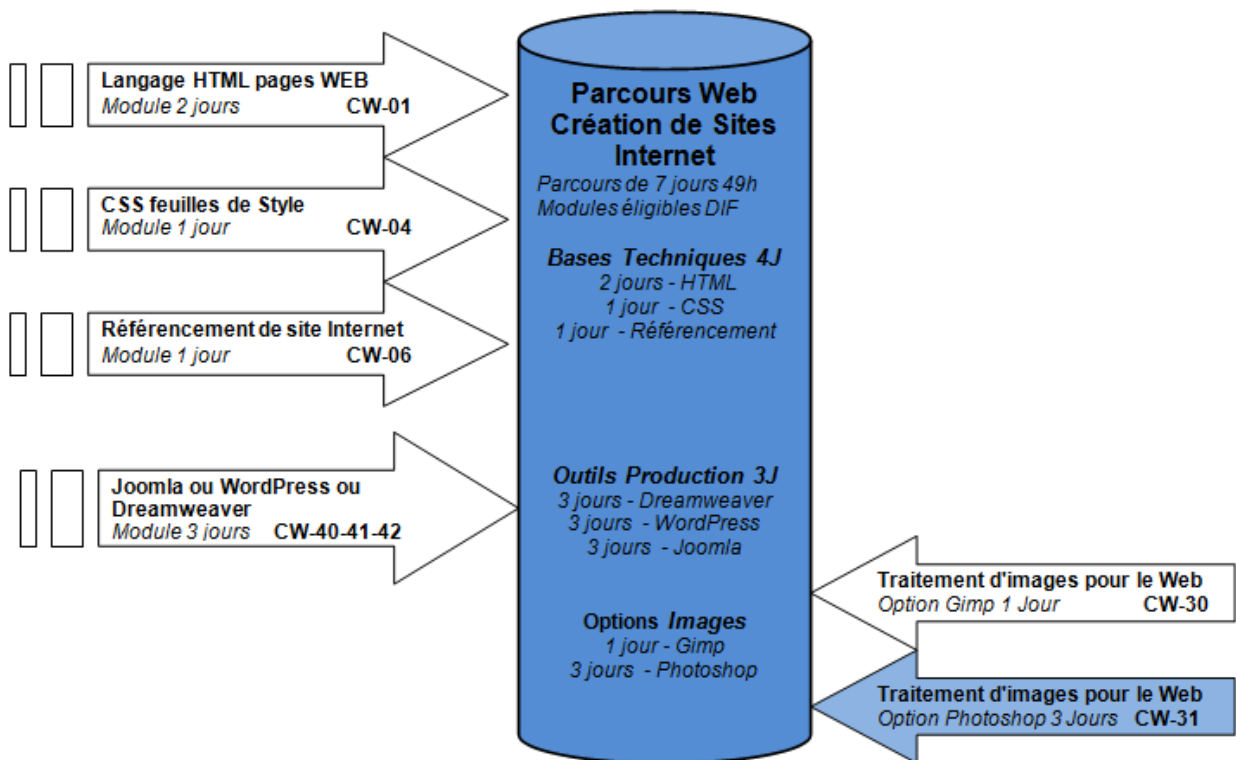 Langage HTML pages WEB
Module 2 jours CW-01
CSS feuilles de Style
Module 1 jour CW-04
Référencement de site Internet
Module 1 jour CW-06
Joomla ou WordPress ou
Dreamweaver
Module 3 jours CW-40-41-42
Parcours Web
Création de Sites
Internet
Parcours de 7 jours 49h
Modules éligibles DIF
Bases Techniques 4J
2 jours - HTML
1 jour - CSS
1 jour - Référencement
Outils Production 3J
3 jours - Dreamweaver
3 jours - WordPress
3 jours - Joomla
Options Images
1 jour - Gimp
3 jours - Photoshop
Traitement d'images pour le Web
Option Gimp 1 Jour CW-30
Traitement d'images pour le Web
Option Photoshop 3 Jours CW-31